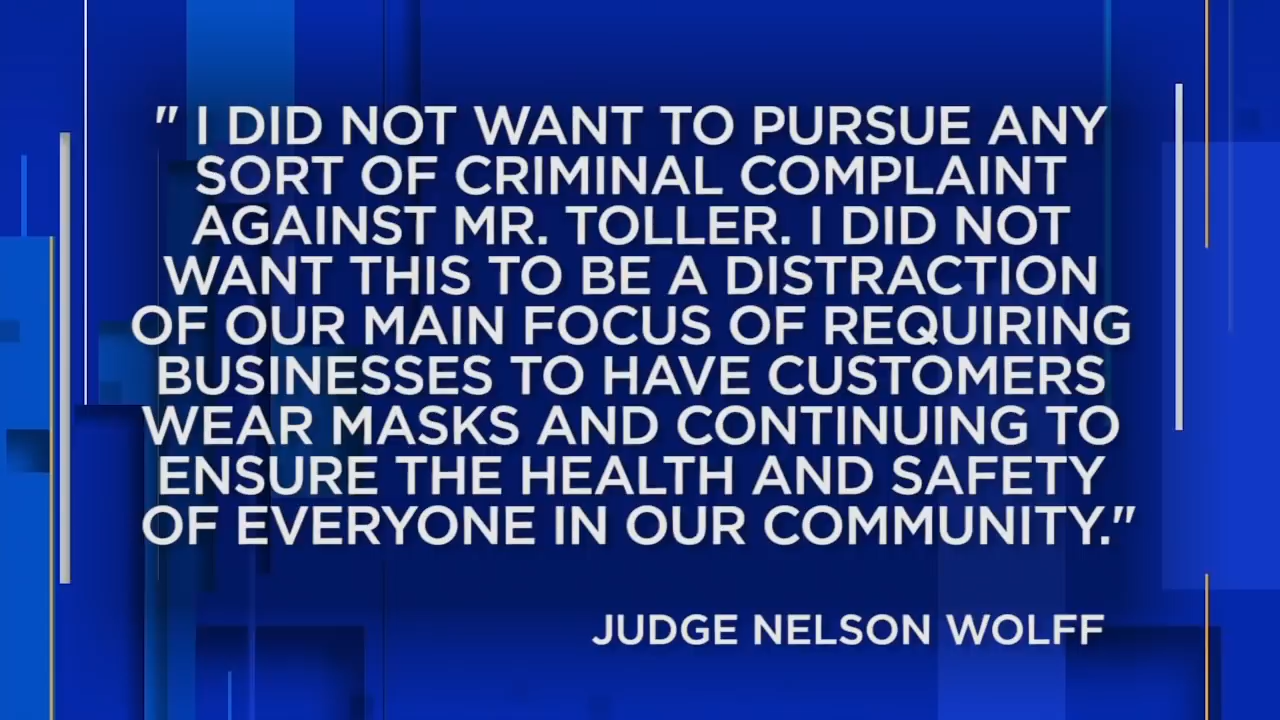 " I DID NOT WANT TO PURSUE ANY
SORT OF CRIMINAL COMPLAINT
AGAINST MR. TOLLER. I DID NOT
WANT THIS TO BE A DISTRACTION
OF OUR MAIN FOCUS OF REQUIRING
BUSINESSES TO HAVE CUSTOMERS
WEAR MASKS AND CONTINUING TO
ENSURE THE HEALTH AND SAFETY
OF EVERYONE IN OUR COMMUNITY."
JUDGE NELSON WOLFF